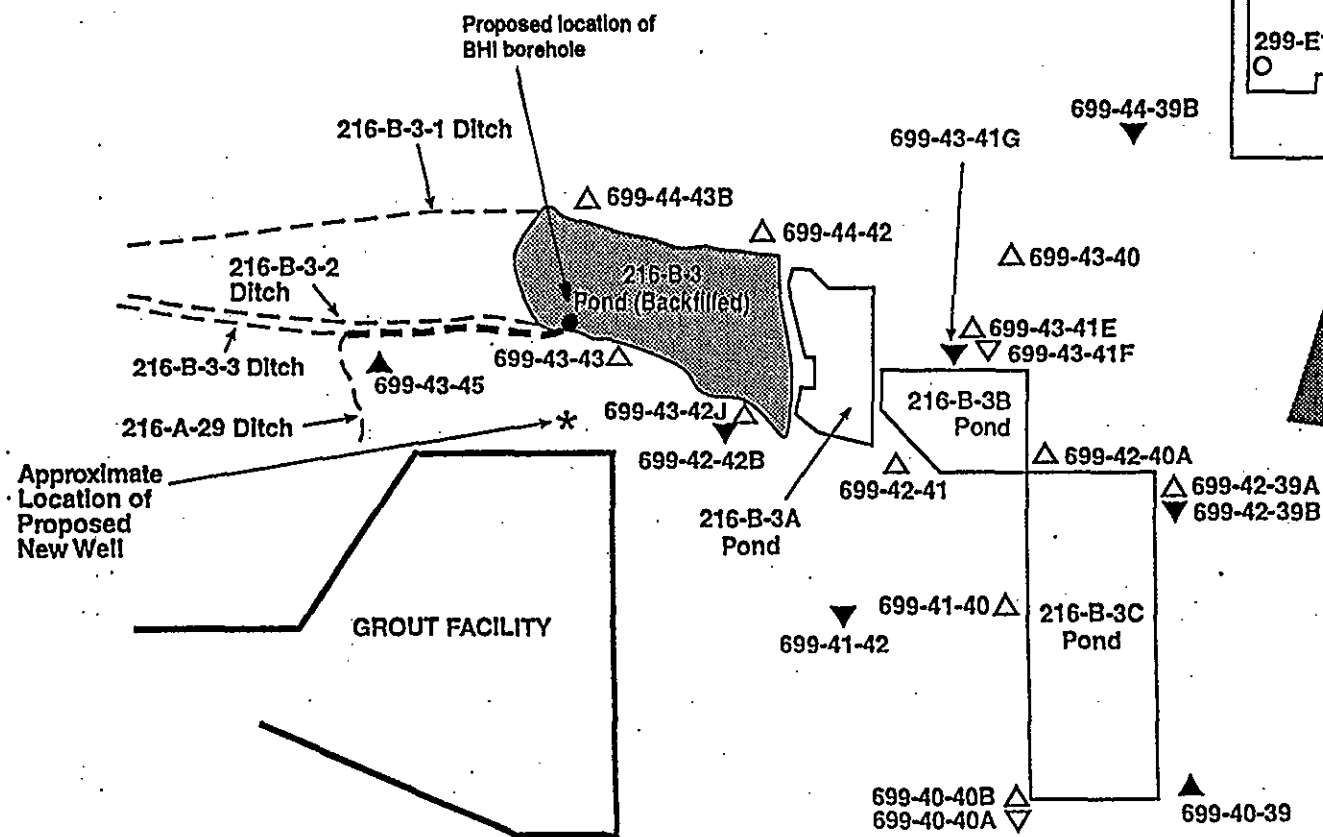 Proposed location of
BHI borehole
299-E
699-44-39B
216-B-3-1 Ditch
699-43-41G
699-44-43B
699-44-42
699-43-40
216-B-3-2
Ditch
216-B-3
Pond (Backfilled)
699-43-41E
699-43-41F
216-B-3-3 Ditch
699-43-45
699-43-43
216-B-3B
Pond
216-A-29 Ditch
*
699-43-42J
699-42-42B
699-42-40A
Approximate
Location of
Proposed
New Well
699-42-41
699-42-39A
699-42-39B
216-B-3A
Pond
GROUT FACILITY
699-41-42
699-41-40
216-B-3C
Pond
699-40-40B
699-40-40A
699-40-39